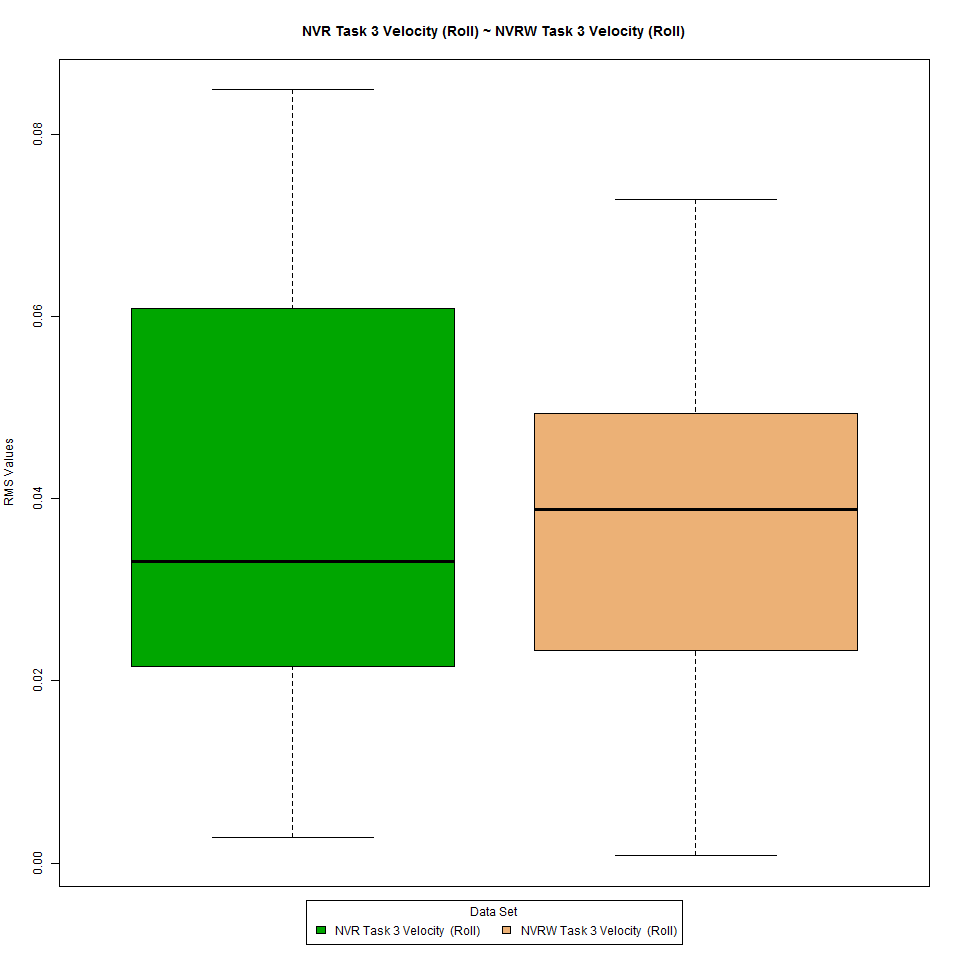 NVR Task 3 Velocity (Roll) ~ NVRW Task 3 Velocity (Roll)
0.08
0.06
0.04
0.02
0.00
RMS Values
Data Set
NVR Task 3 Velocity (Roll) NVRW Task 3 Velocity (Roll)